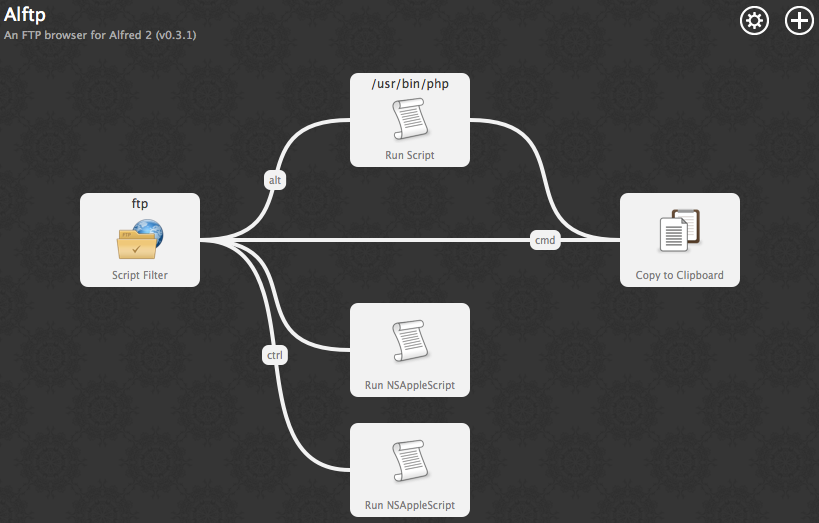 Alftp
An FTP browser for Alfred 2 (v0.3.1)
/usr/bin/php
Run Script
alt
ftp
FTP
Script Filter
cmd
Copy to Clipboard
ctrl
Run NSAppleScript
Run NSAppleScript